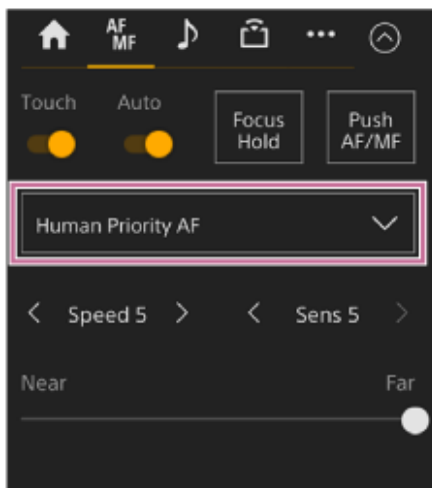 AF
MF
Touch
Auto
Focus
Hold
Push
AF/MF
Human Priority AF
Speed 5
Sens 5
Near
Far